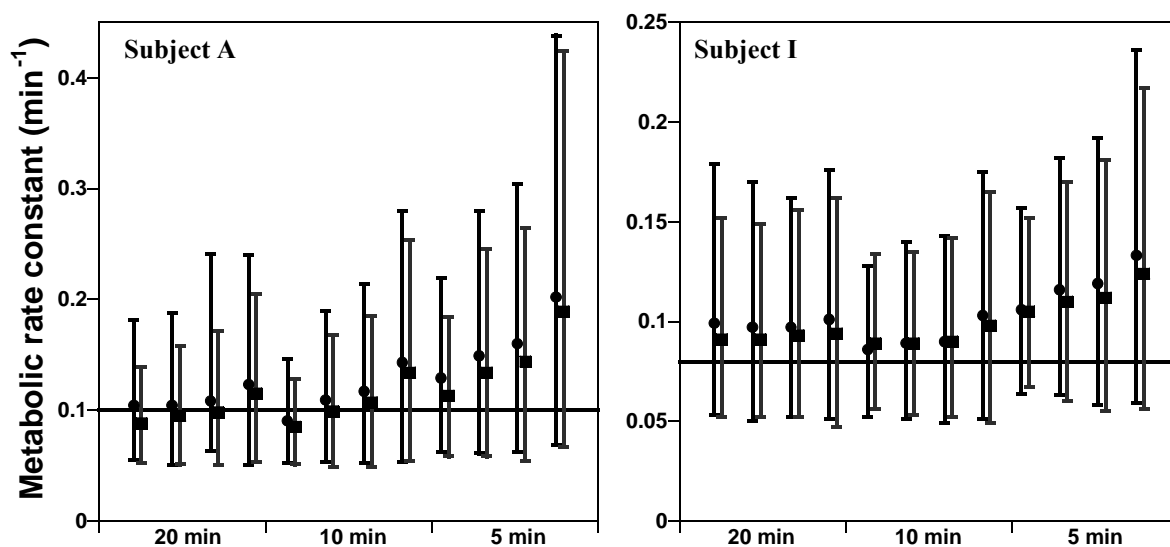 Metabolic rate constant (min⁻¹)
Subject A
0.4
0.3
0.2
0.1
0
20 min
10 min
5 min
Subject I
0.25
0.2
0.15
0.1
0.05
0
20 min
10 min
5 min